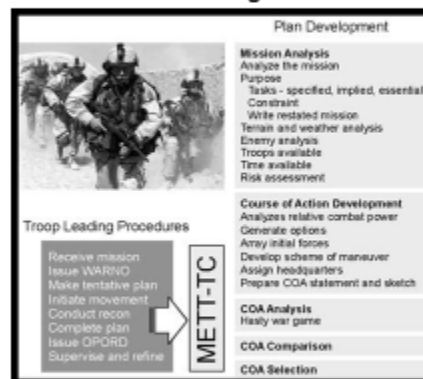 Plan Development
Mission Analysis
Analyze the mission
Purpose
Tasks - specified, implied, essential
Constraint
Write restated mission
Terrain and weather analysis
Enemy analysis
Troops available
Time available
Risk assessment
Course of Action Development
Analyzes relative combat power
Generate options
Array initial forces
Develop scheme of maneuver
Assign headquarters
Prepare COA statement and sketch
COA Analysis
Hasty war game
COA Comparison
COA Selection
Troop Leading Procedures
Receive mission
Issue WARNO
Make tentative plan
Initiate movement
Conduct recon
Complete plan
Issue OPORD
Supervise and refine
METT-TC